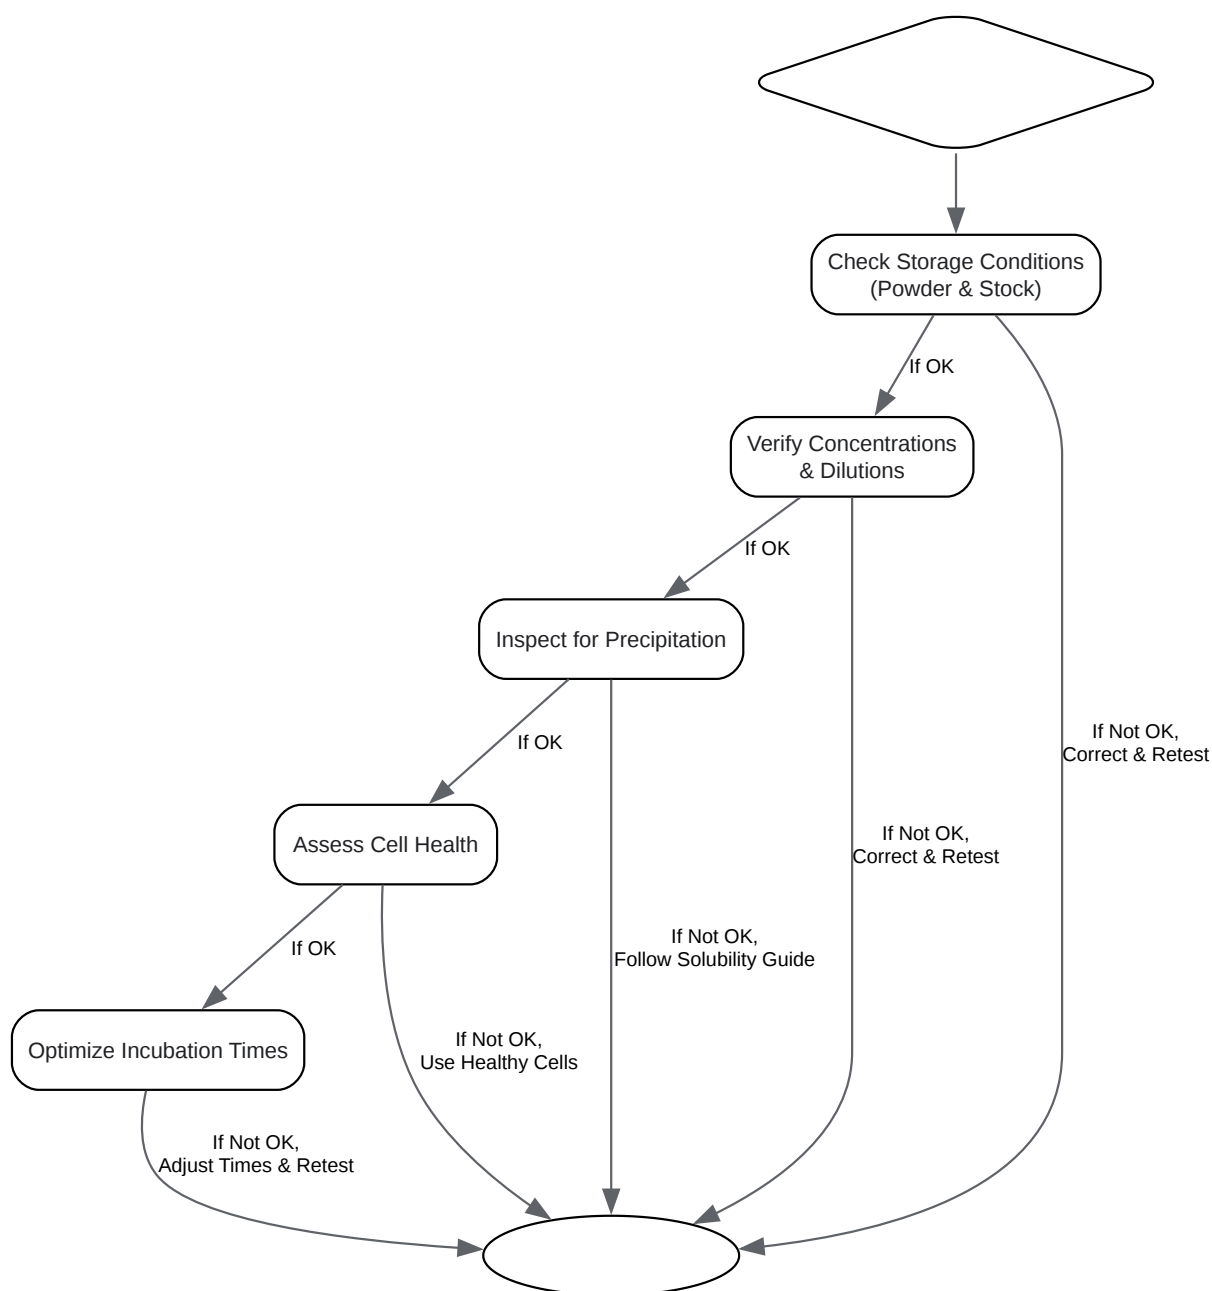 Check Storage Conditions
(Powder & Stock)
If OK
Verify Concentrations
& Dilutions
If OK
Inspect for Precipitation
If Not OK,
Correct & Retest
If OK
Assess Cell Health
If Not OK,
Correct & Retest
If OK
If Not OK,
Follow Solubility Guide
Optimize Incubation Times
If Not OK,
Use Healthy Cells
If Not OK,
Adjust Times & Retest